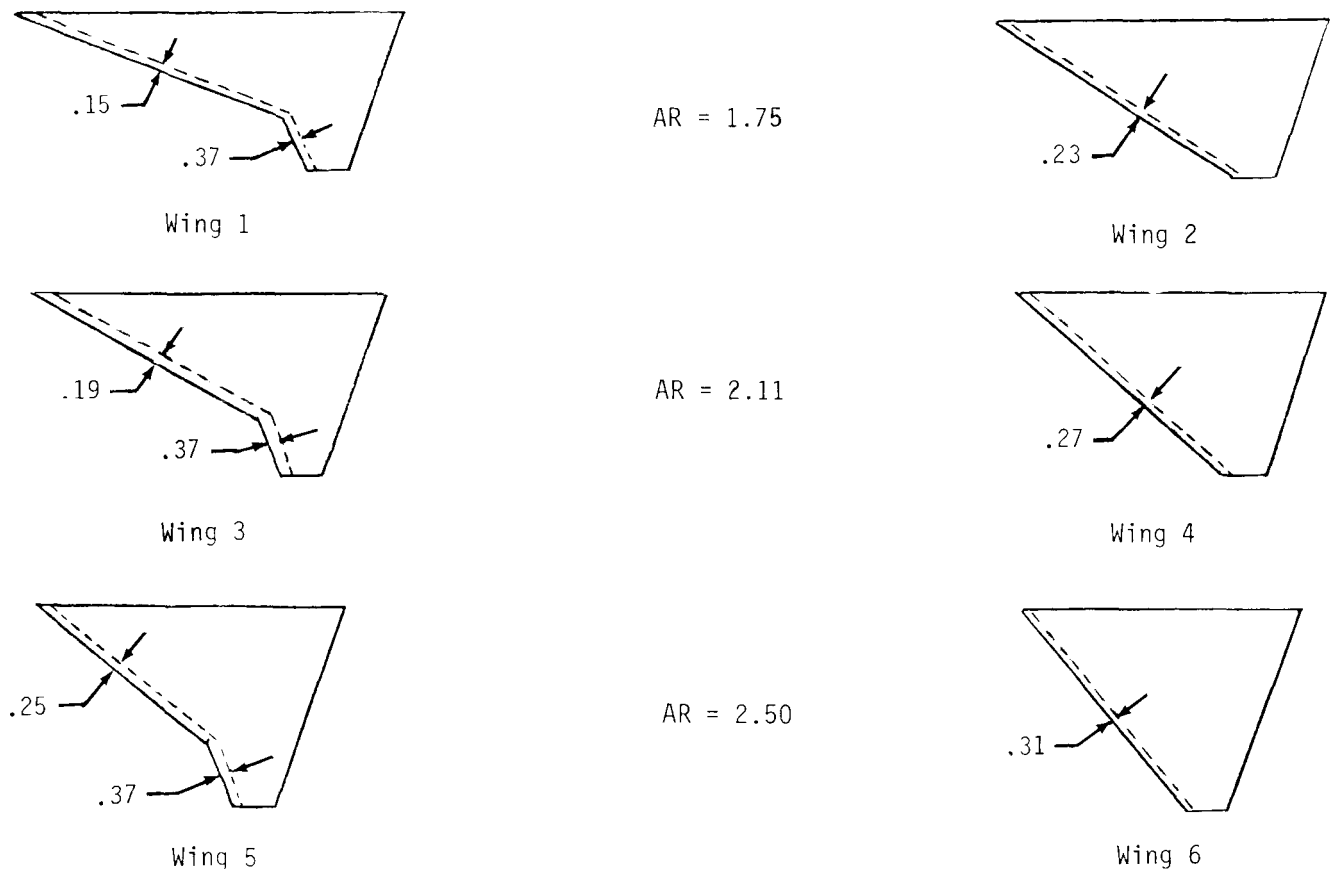 .15
.37
Wing 1
AR = 1.75
.23
Wing 2
.19
.37
Wing 3
AR = 2.11
.27
Wing 4
.25
.37
Wing 5
AR = 2.50
.31
Wing 6